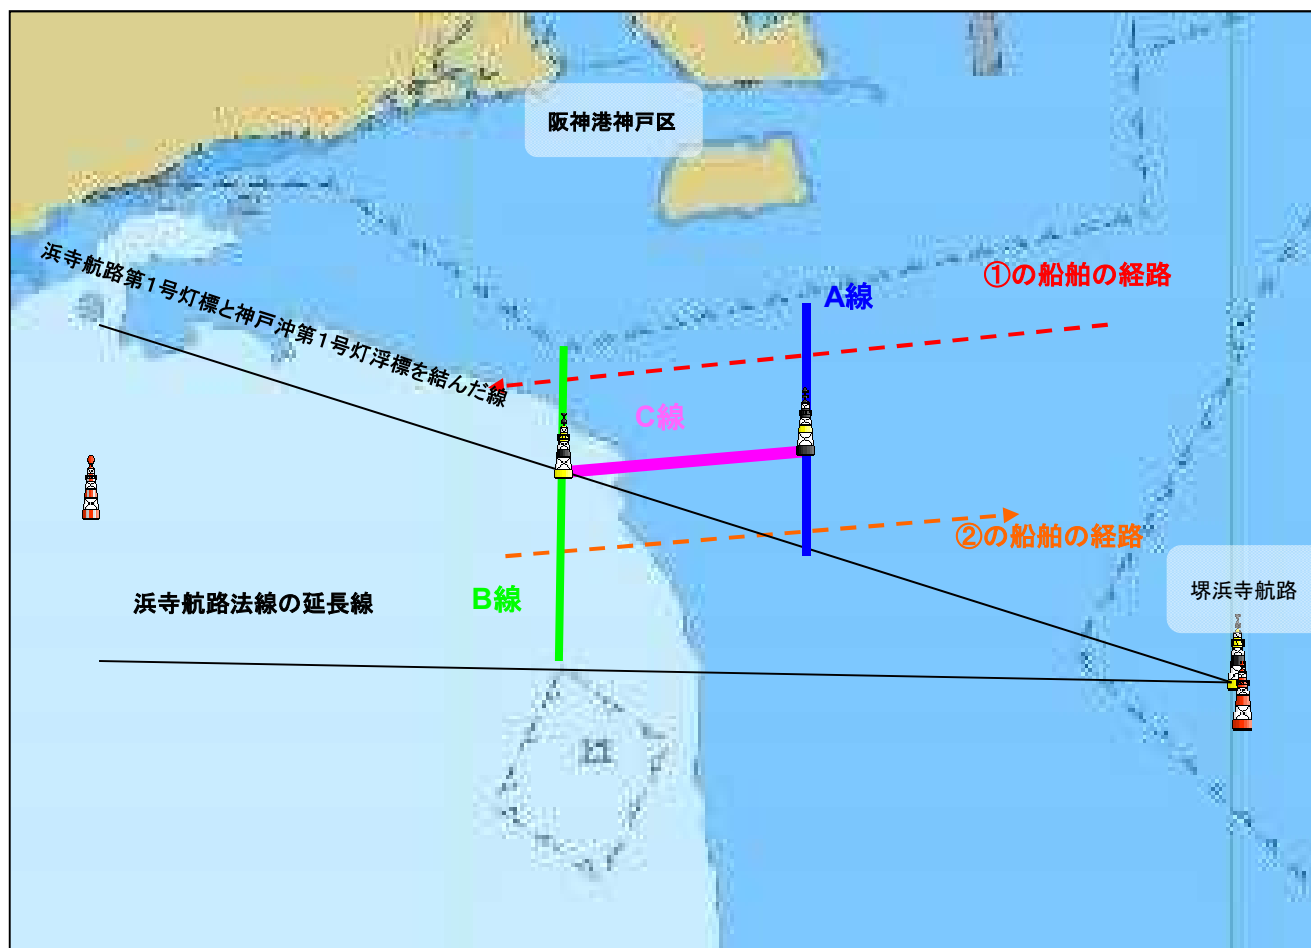 阪神港神戸区
浜寺航路第１号灯標と神戸沖第１号灯浮標を結んだ線
①の船舶の経路
A線
C線
②の船舶の経路
堺浜寺航路
B線
浜寺航路法線の延長線